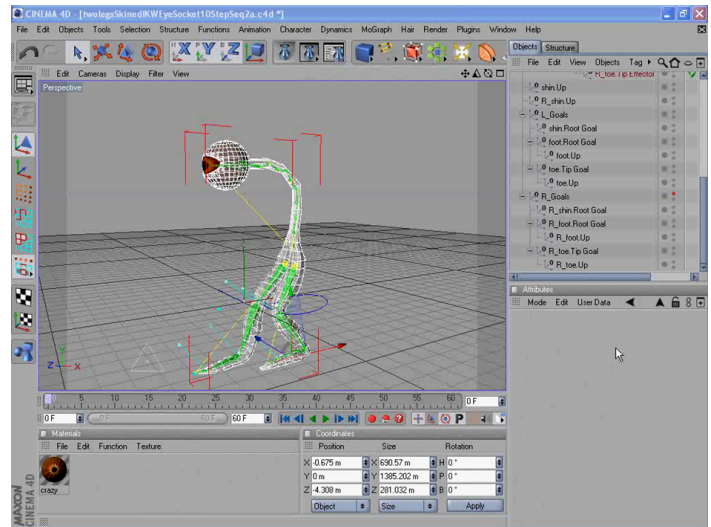 CINEMA 4D - [twolegsSkinedIKWEyeSocket10StepSeq2a.c4d *]
File Edit Objects Tools Selection Structure Functions Animation Character Dynamics MoGraph Hair Render Plugins Window Help
Objects Structure
File Edit View Objects Tag
Edit Cameras Display Filter View
Perspective
R_toe.Tip Effector
shin.Up
R_shin.Up
L_Goals
shin.Root Goal
foot.Root Goal
foot.Up
toe.Tip Goal
toe.Up
R_Goals
R_shin.Root Goal
R_foot.Root Goal
R_foot.Up
R_toe.Tip Goal
R_toe.Up
Attributes
Mode Edit User Data
Y
Z X
0 5 10 15 20 25 30 35 40 45 50 55 60 0 F
0 F 0 F 60 F 60 F
Materials
File Edit Function Texture
crazy
Coordinates
Position Size Rotation
X -0.675 m X 690.57 m H 0 °
Y 0 m Y 1385.202 m P 0 °
Z -4.308 m Z 281.032 m B 0 °
Object Size Apply
MAXON
CINEMA 4D